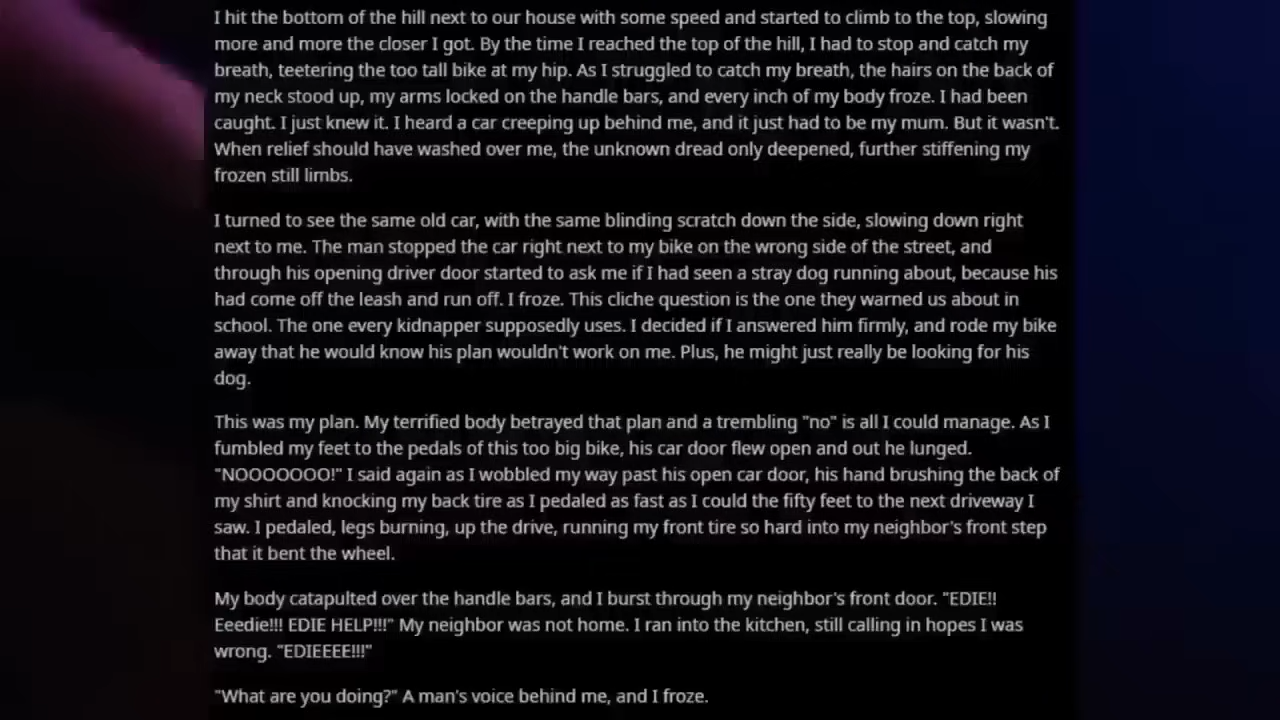 I hit the bottom of the hill next to our house with some speed and started to climb to the top, slowing
more and more the closer I got. By the time I reached the top of the hill, I had to stop and catch my
breath, teetering the too tall bike at my hip. As I struggled to catch my breath, the hairs on the back of
my neck stood up, my arms locked on the handle bars, and every inch of my body froze. I had been
caught. I just knew it. I heard a car creeping up behind me, and it just had to be my mum. But it wasn't.
When relief should have washed over me, the unknown dread only deepened, further stiffening my
frozen still limbs.
I turned to see the same old car, with the same blinding scratch down the side, slowing down right
next to me. The man stopped the car right next to my bike on the wrong side of the street, and
through his opening driver door started to ask me if I had seen a stray dog running about, because his
had come off the leash and run off. I froze. This cliche question is the one they warned us about in
school. The one every kidnapper supposedly uses. I decided if I answered him firmly, and rode my bike
away that he would know his plan wouldn't work on me. Plus, he might just really be looking for his
dog.
This was my plan. My terrified body betrayed that plan and a trembling "no" is all I could manage. As I
fumbled my feet to the pedals of this too big bike, his car door flew open and out he lunged.
"NOOOOOOO!" I said again as I wobbled my way past his open car door, his hand brushing the back of
my shirt and knocking my back tire as I pedaled as fast as I could the fifty feet to the next driveway I
saw. I pedaled, legs burning, up the drive, running my front tire so hard into my neighbor's front step
that it bent the wheel.
My body catapulted over the handle bars, and I burst through my neighbor's front door. "EDIE!!
Eeedie!!! EDIE HELP!!!" My neighbor was not home. I ran into the kitchen, still calling in hopes I was
wrong. "EDIEEEE!!!"
"What are you doing?" A man's voice behind me, and I froze.